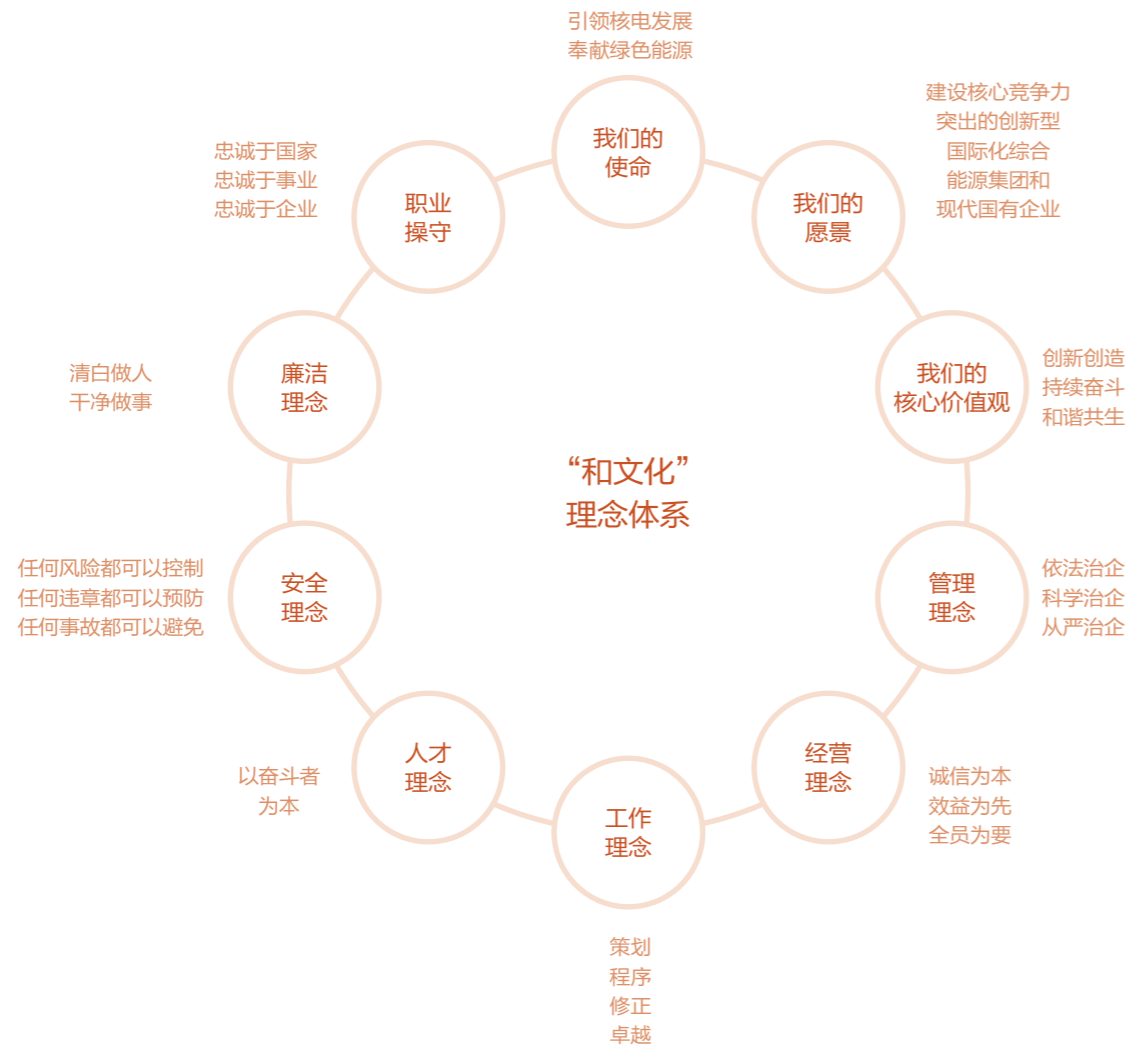 引领核电发展
奉献绿色能源
我们的
使命
建设核心竞争力
突出的创新型
国际化综合
能源集团和
现代国有企业
我们的
愿景
创新创造
持续奋斗
和谐共生
我们的
核心价值观
依法治企
科学治企
从严治企
管理
理念
诚信为本
效益为先
全员为要
经营
理念
工作
理念
策划
程序
修正
卓越
人才
理念
以奋斗者
为本
安全
理念
任何风险都可以控制
任何违章都可以预防
任何事故都可以避免
廉洁
理念
清白做人
干净做事
职业
操守
忠诚于国家
忠诚于事业
忠诚于企业
“和文化”
理念体系